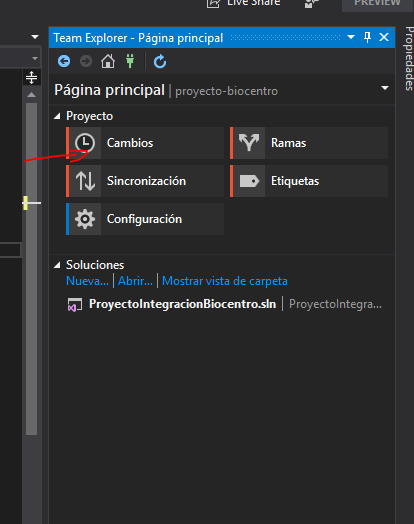 Live Share
PREVIEW
Team Explorer - Página principal
Propiedades
Página principal | proyecto-biocentro
Proyecto
Cambios
Ramas
Sincronización
Etiquetas
Configuración
Soluciones
Nueva... | Abrir... | Mostrar vista de carpeta
ProyectoIntegracionBiocentro.sln | ProyectoIntegra...